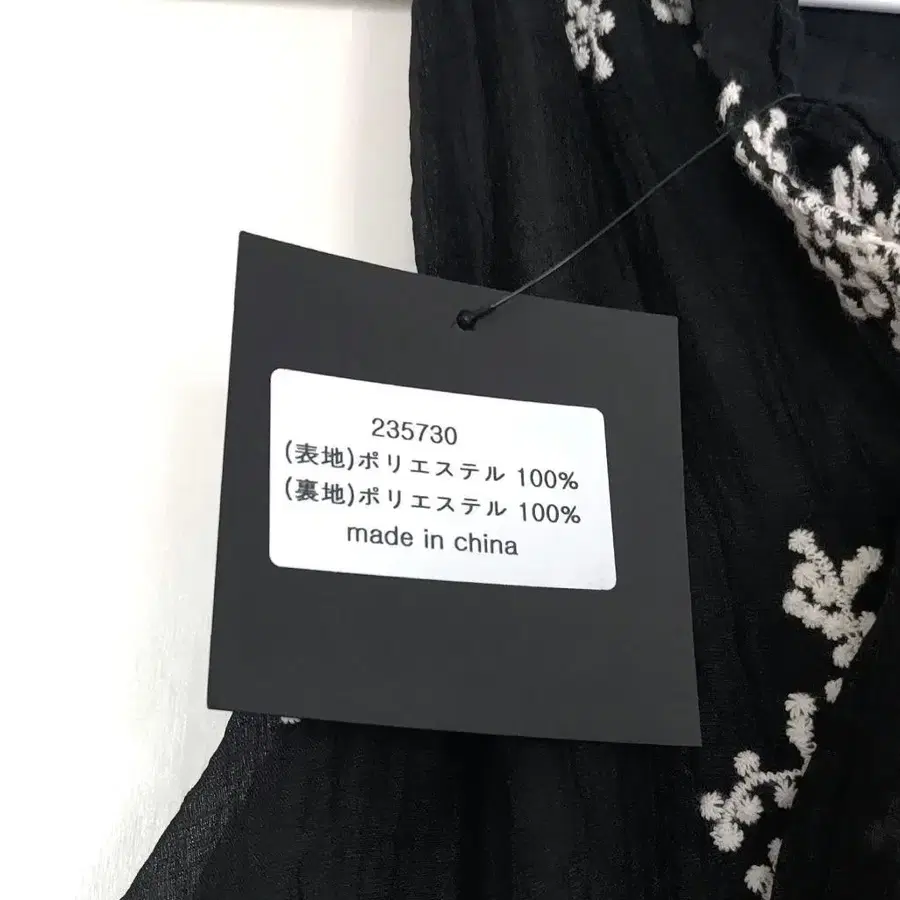 235730
(表地)ポリエステル 100%
(裏地)ポリエステル 100%
made in china